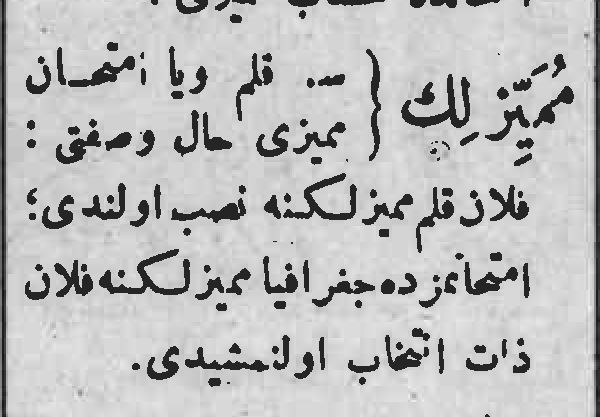 مُمَيِّزلِك { سـ. قلم ويا امتحان
مميزى حال وصفتى :
فلان قلم مميزلكنه نصب اولندى؛
امتحانمزده جغرافيا مميزلكنه فلان
ذات انتخاب اولنمشيدى.